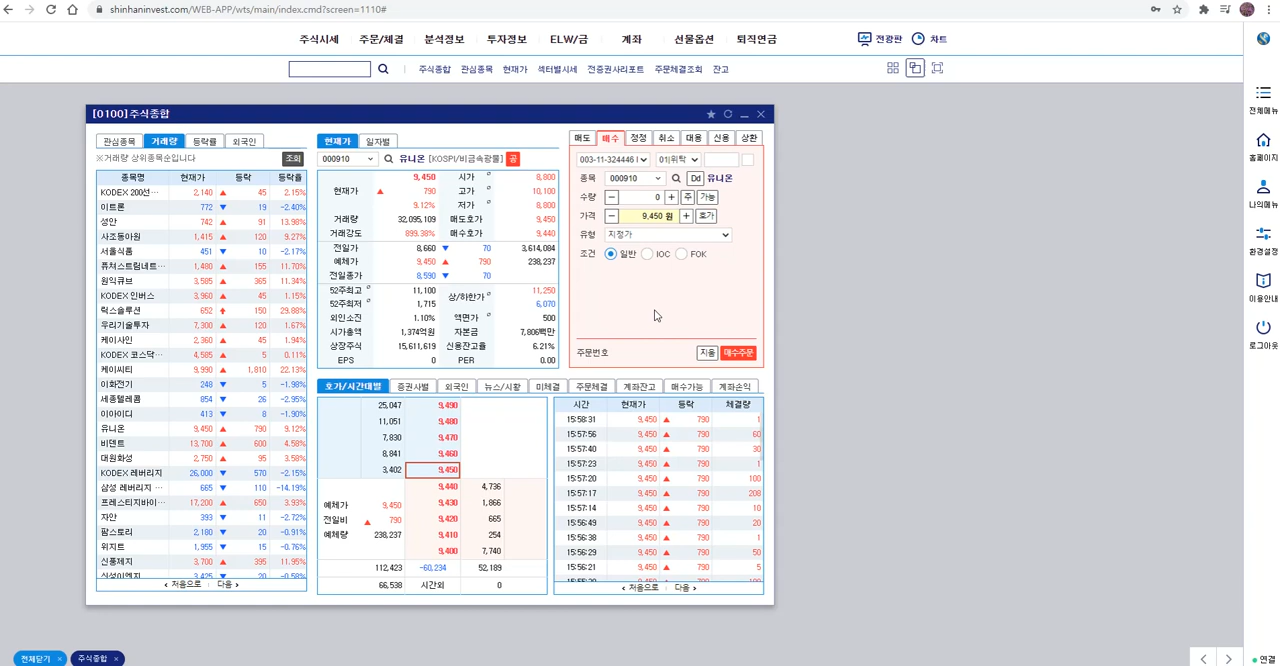 shinhaninvest.com/WEB-APP/wts/main/index.cmd?screen=1110#
주식시세 주문/체결 분석정보 투자정보 ELW/금 계좌 선물옵션 퇴직연금 전광판 차트
주식종합 관심종목 현재가 섹터별시세 전증권사리포트 주문체결조회 잔고
전체메뉴
홈페이지
나의메뉴
환경설정
이용안내
로그아웃
[0100]주식종합
관심종목 거래량 등락률 외국인
※거래량 상위종목순입니다 조회
종목명 현재가 등락 등락률
KODEX 200선… 2,140 ▲ 45 2.15%
이트론 772 ▼ 19 -2.40%
성안 742 ▲ 91 13.98%
사조동아원 1,415 ▲ 120 9.27%
서울식품 451 ▼ 10 -2.17%
퓨쳐스트림네트… 1,480 ▲ 155 11.70%
원익큐브 3,585 ▲ 365 11.34%
KODEX 인버스 3,960 ▲ 45 1.15%
릭스솔루션 652 ⬆ 150 29.88%
우리기술투자 7,300 ▲ 120 1.67%
케이사인 2,360 ▲ 45 1.94%
KODEX 코스닥… 4,585 ▲ 5 0.11%
케이씨티 9,990 ▲ 1,810 22.13%
이화전기 248 ▼ 5 -1.98%
세종텔레콤 854 ▼ 26 -2.95%
이아이디 413 ▼ 8 -1.90%
유니온 9,450 ▲ 790 9.12%
비덴트 13,700 ▲ 600 4.58%
대원화성 2,750 ▲ 95 3.58%
KODEX 레버리지 26,000 ▼ 570 -2.15%
삼성 레버리지 … 665 ▼ 110 -14.19%
프레스티지바이… 17,200 ▲ 650 3.93%
자안 393 ▼ 11 -2.72%
팜스토리 2,180 ▼ 20 -0.91%
위지트 1,955 ▼ 15 -0.76%
신풍제지 3,700 ▲ 395 11.95%
신성이엔지 3,425 ▼ 20 -0.58%
< 처음으로 다음 >
현재가 일자별
000910 유니온 [KOSPI/비금속광물] 공
현재가 ▲ 9,450 790 9.12%
시가 8,800
고가 10,100
저가 8,800
거래량 32,095,109 매도호가 9,450
거래강도 899.38% 매수호가 9,440
전일가 8,660 ▼ 70 3,614,084
예체가 9,450 ▲ 790 238,237
전일종가 8,590 ▼ 70
52주최고 11,100 상/하한가 11,250
52주최저 1,715 6,070
외인소진 1.10% 액면가 500
시가총액 1,374억원 자본금 7,806백만
상장주식 15,611,619 신용잔고율 6.21%
EPS 0 PER 0.00
매도 매수 정정 취소 대용 신용 상환
003-11-324446 01|위탁
종목 000910 Dd 유니온
수량 − 0 + 주 가능
가격 − 9,450 원 + 호가
유형 지정가
조건 일반 IOC FOK
주문번호 지움 매수주문
호가/시간대별 증권사별 외국인 뉴스/시황 미체결 주문체결 계좌잔고 매수가능 계좌손익
25,047 9,490
11,051 9,480
7,830 9,470
8,841 9,460
3,402 9,450
9,440 4,736
예체가 9,450 9,430 1,866
전일비 ▲ 790 9,420 665
예체량 238,237 9,410 254
9,400 7,740
112,423 -60,234 52,189
66,538 시간외 0
시간 현재가 등락 체결량
15:58:31 9,450 ▲ 790 1
15:57:56 9,450 ▲ 790 60
15:57:40 9,450 ▲ 790 30
15:57:23 9,450 ▲ 790 1
15:57:20 9,450 ▲ 790 100
15:57:17 9,450 ▲ 790 208
15:57:14 9,450 ▲ 790 10
15:56:49 9,450 ▲ 790 20
15:56:38 9,450 ▲ 790 1
15:56:29 9,450 ▲ 790 50
15:56:21 9,450 ▲ 790 5
9,450 ▲ 790
< 처음으로 다음 >
전체닫기 × 주식종합 × 연결